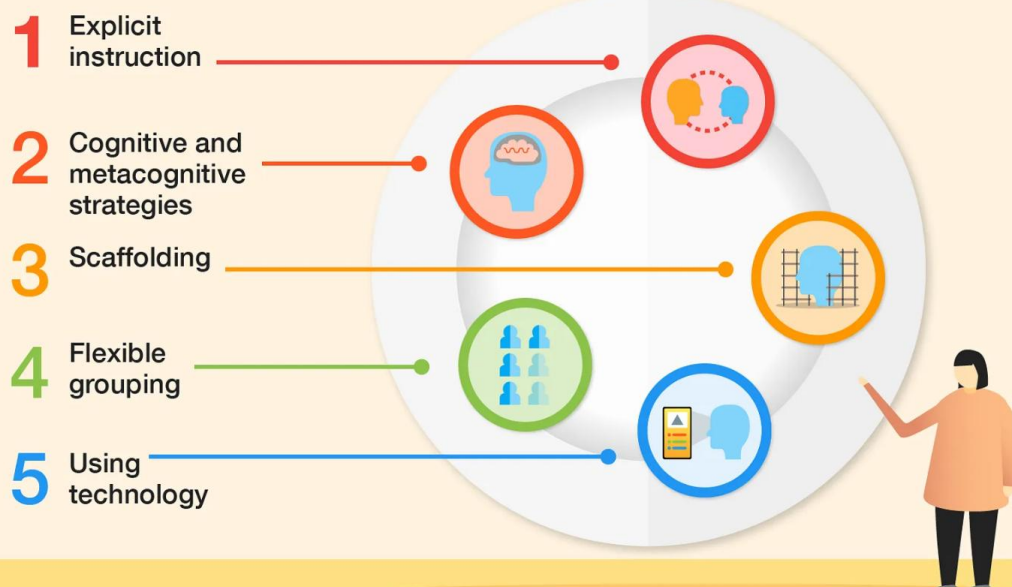 1 Explicit
instruction
2 Cognitive and
metacognitive
strategies
3 Scaffolding
4 Flexible
grouping
5 Using
technology